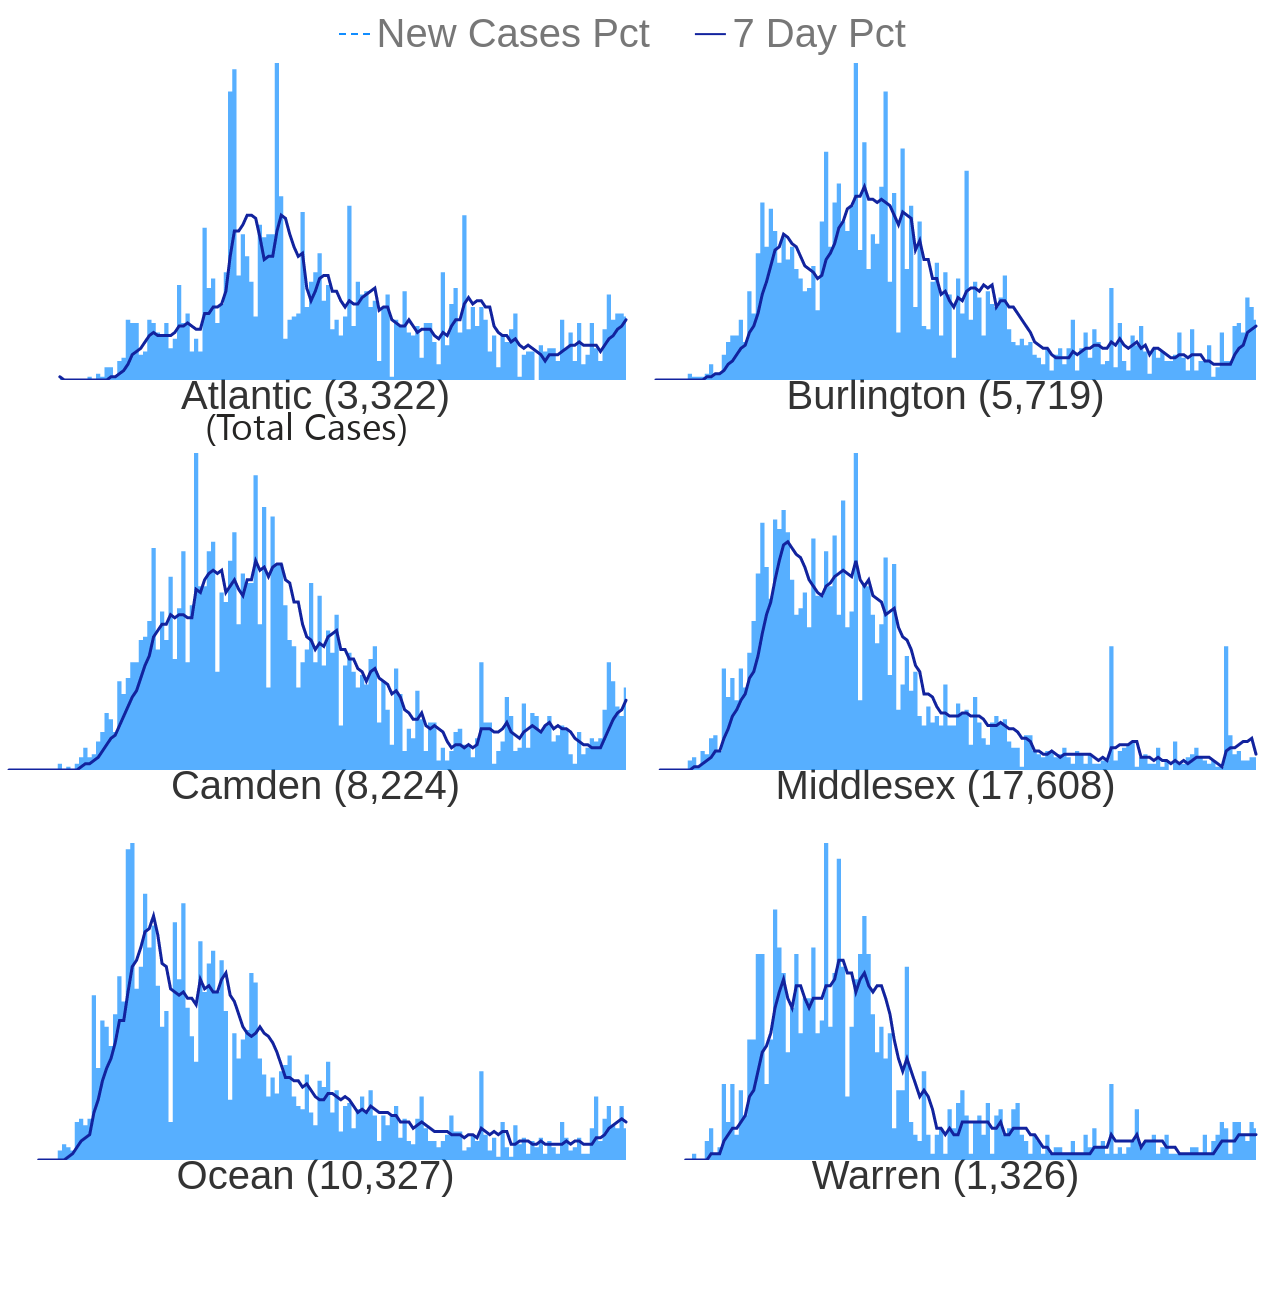 New Cases Pct 7 Day Pct
Atlantic (3,322) Burlington (5,719)
(Total Cases)
Camden (8,224) Middlesex (17,608)
Ocean (10,327) Warren (1,326)